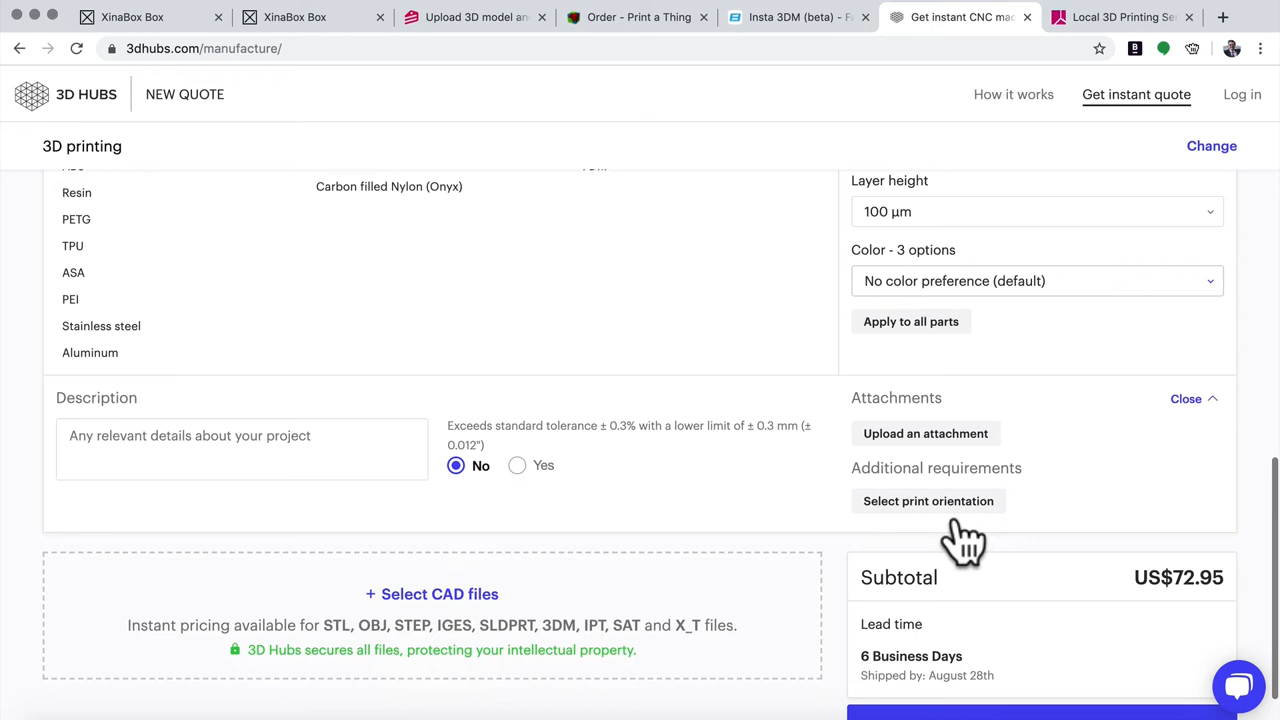 XinaBox Box
XinaBox Box
Upload 3D model an
Order - Print a Thing
Insta 3DM (beta) - Fa
Get instant CNC mac
Local 3D Printing Ser
3dhubs.com/manufacture/
3D HUBS
NEW QUOTE
How it works
Get instant quote
Log in
3D printing
Change
Carbon filled Nylon (Onyx)
Resin
PETG
TPU
ASA
PEI
Stainless steel
Aluminum
Layer height
100 μm
Color - 3 options
No color preference (default)
Apply to all parts
Description
Any relevant details about your project
Exceeds standard tolerance ± 0.3% with a lower limit of ± 0.3 mm (±
0.012")
No
Yes
Attachments
Close
Upload an attachment
Additional requirements
Select print orientation
+ Select CAD files
Instant pricing available for STL, OBJ, STEP, IGES, SLDPRT, 3DM, IPT, SAT and X_T files.
3D Hubs secures all files, protecting your intellectual property.
Subtotal
US$72.95
Lead time
6 Business Days
Shipped by: August 28th